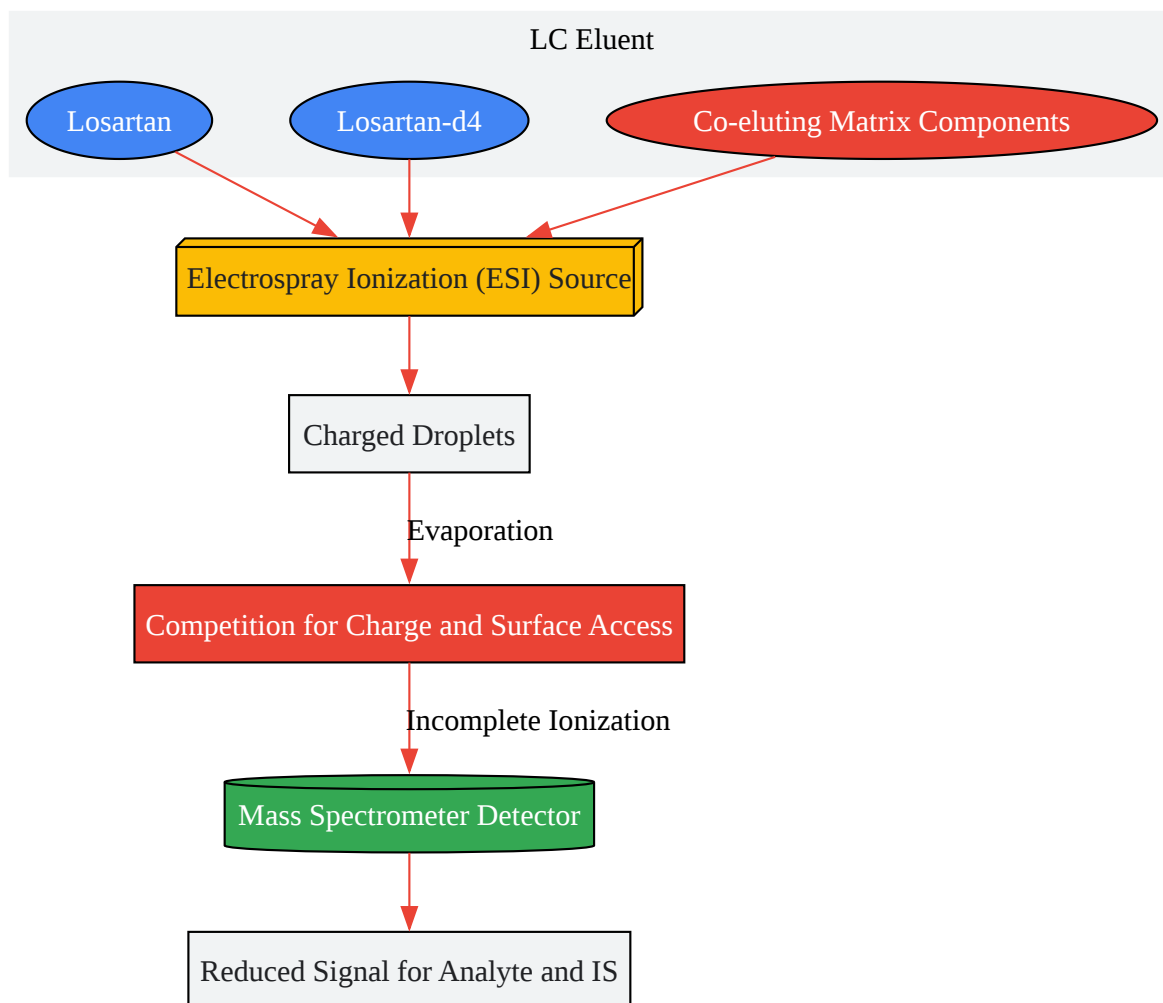 LC Eluent
Losartan
Losartan-d4
Co-eluting Matrix Components
Electrospray Ionization (ESI) Source
Charged Droplets
Evaporation
Competition for Charge and Surface Access
Incomplete Ionization
Mass Spectrometer Detector
Reduced Signal for Analyte and IS